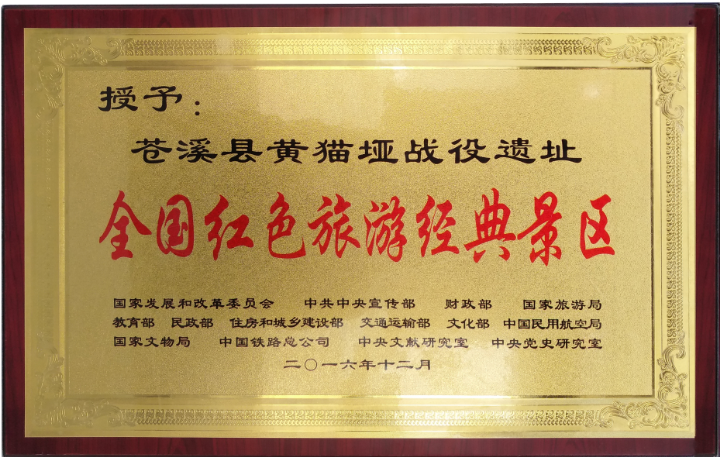 授予：
苍溪县黄猫垭战役遗址
全国红色旅游经典景区
国家发展和改革委员会 中共中央宣传部 财政部 国家旅游局
教育部 民政部 住房和城乡建设部 交通运输部 文化部 中国民用航空局
国家文物局 中国铁路总公司 中央文献研究室 中央党史研究室
二〇一六年十二月